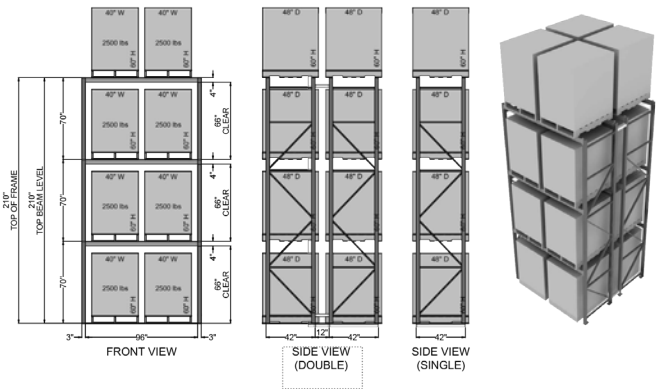 40" W 40" W
2500 lbs 2500 lbs
60" H 60" H
48" D 48" D
60" H 60" H
48" D
60" H
40" W 40" W
2500 lbs 2500 lbs
60" H 60" H
48" D 48" D
48" D
40" W 40" W
2500 lbs 2500 lbs
60" H 60" H
48" D 48" D
48" D
40" W 40" W
2500 lbs 2500 lbs
60" H 60" H
48" D 48" D
60" H
48" D
60" H
210"
TOP OF FRAME
210"
TOP BEAM LEVEL
70"
70"
70"
4"
66"
CLEAR
4"
66"
CLEAR
4"
66"
CLEAR
3" 96" 3"
FRONT VIEW
42" 12" 42"
SIDE VIEW
(DOUBLE)
42"
SIDE VIEW
(SINGLE)